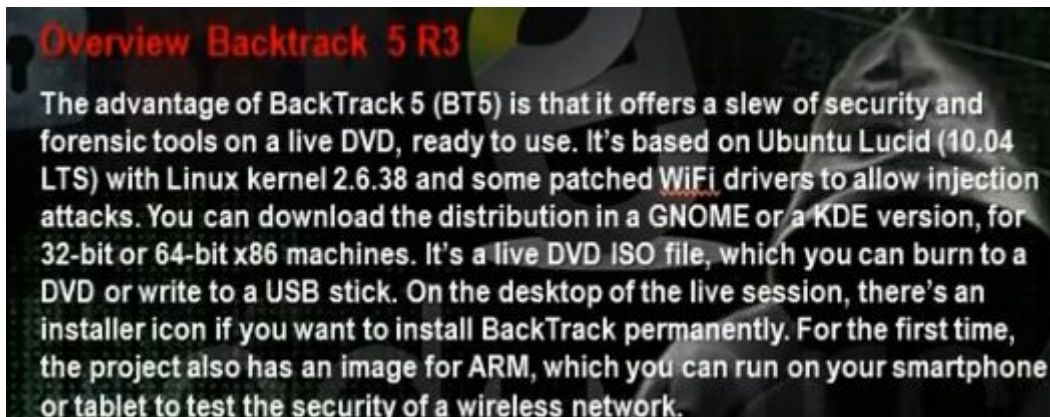 Overview Backtrack 5 R3
The advantage of BackTrack 5 (BT5) is that it offers a slew of security and
forensic tools on a live DVD, ready to use. It's based on Ubuntu Lucid (10.04
LTS) with Linux kernel 2.6.38 and some patched WiFi drivers to allow injection
attacks. You can download the distribution in a GNOME or a KDE version, for
32-bit or 64-bit x86 machines. It's a live DVD ISO file, which you can burn to a
DVD or write to a USB stick. On the desktop of the live session, there's an
installer icon if you want to install BackTrack permanently. For the first time,
the project also has an image for ARM, which you can run on your smartphone
or tablet to test the security of a wireless network.